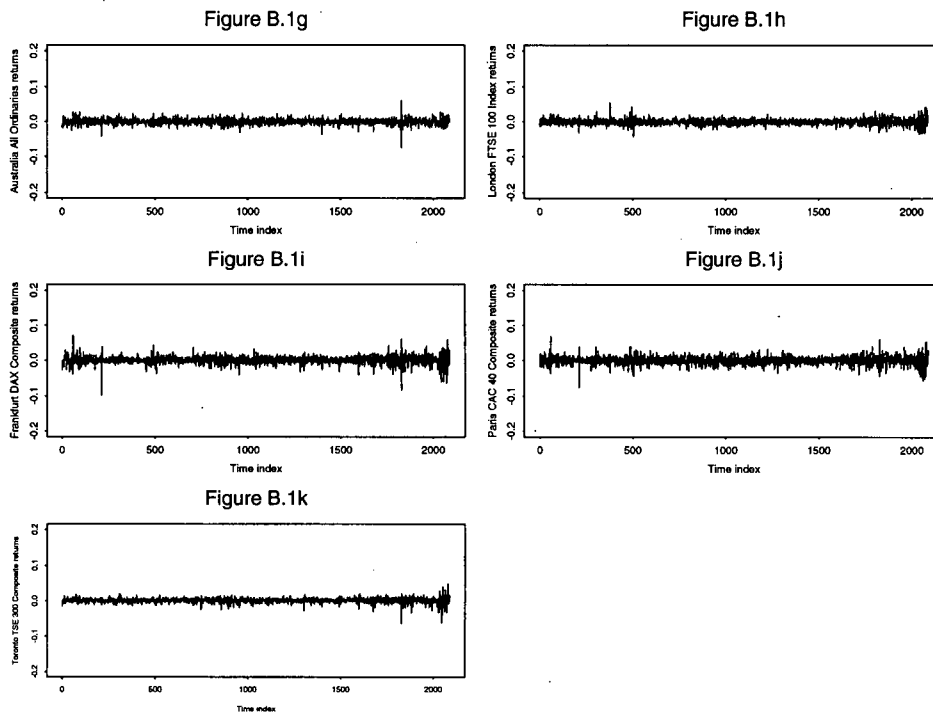 Figure B.1g
Australia All Ordinaries returns
0.2
0.1
0.0
-0.1
-0.2
0 500 1000 1500 2000
Time index
Figure B.1h
London FTSE 100 Index returns
0.2
0.1
0.0
-0.1
-0.2
0 500 1000 1500 2000
Time index
Figure B.1i
Frankfurt DAX Composite returns
0.2
0.1
0.0
-0.1
-0.2
0 500 1000 1500 2000
Time index
Figure B.1j
Paris CAC 40 Composite returns
0.2
0.1
0.0
-0.1
-0.2
0 500 1000 1500 2000
Time index
Figure B.1k
Toronto TSE 300 Composite returns
0.2
0.1
0.0
-0.1
-0.2
0 500 1000 1500 2000
Time index